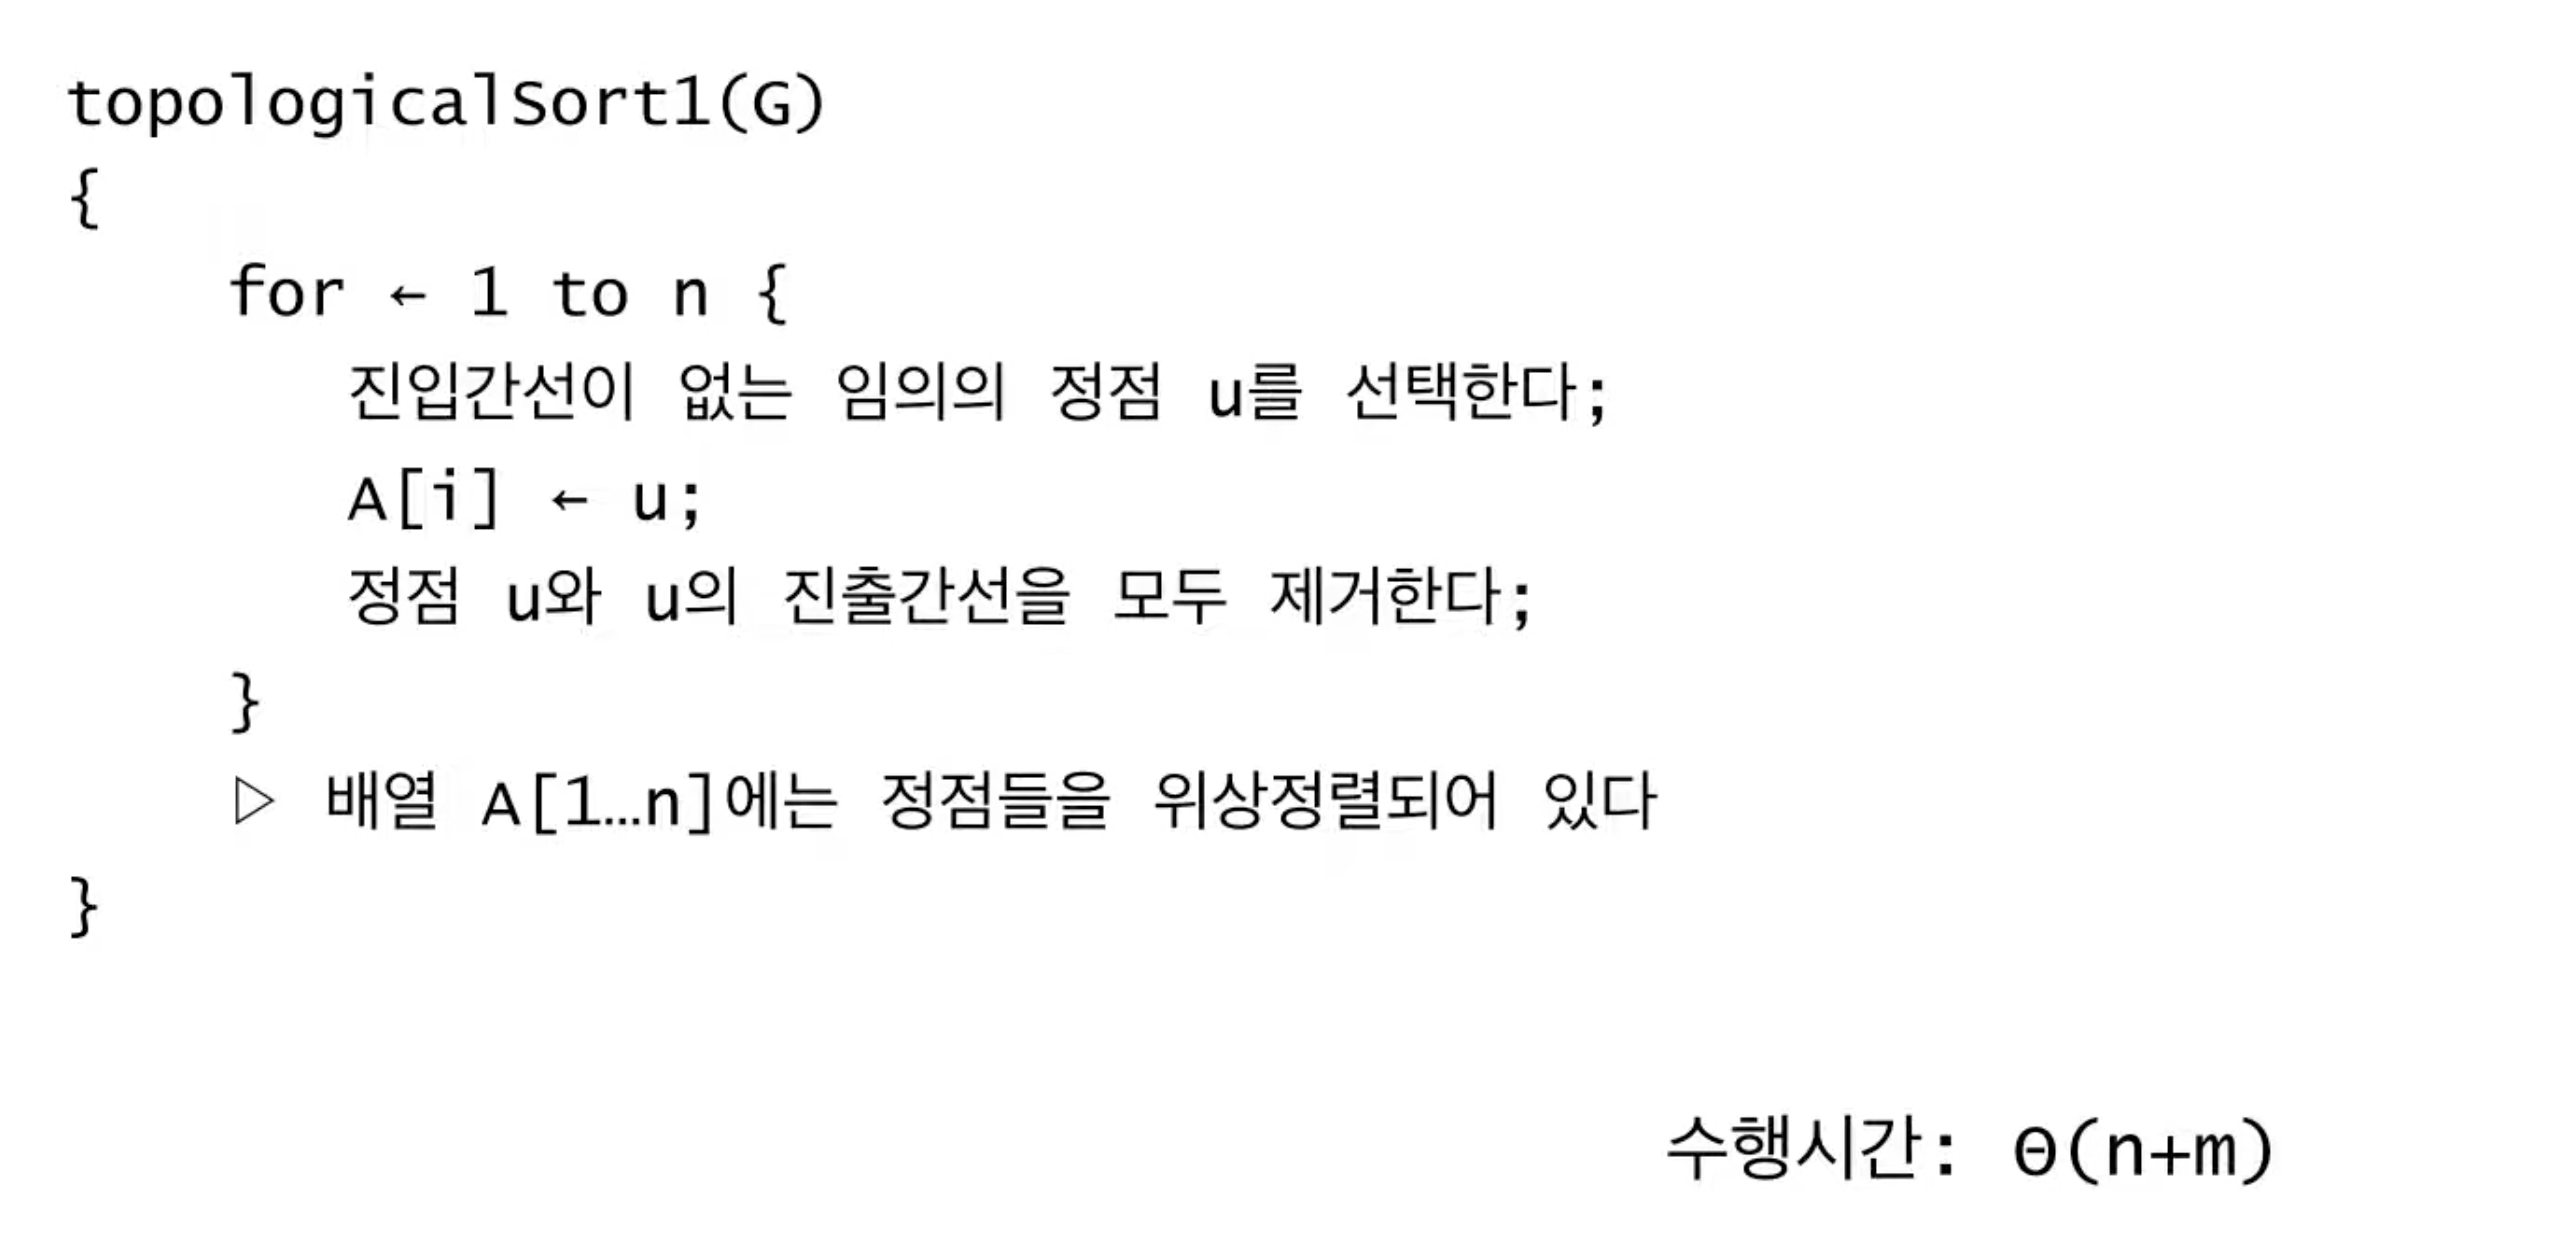 topologicalSort1(G)
{
for ← 1 to n {
진입간선이 없는 임의의 정점 u를 선택한다;
A[i] ← u;
정점 u와 u의 진출간선을 모두 제거한다;
}
▷ 배열 A[1…n]에는 정점들을 위상정렬되어 있다
}
수행시간: Θ(n+m)